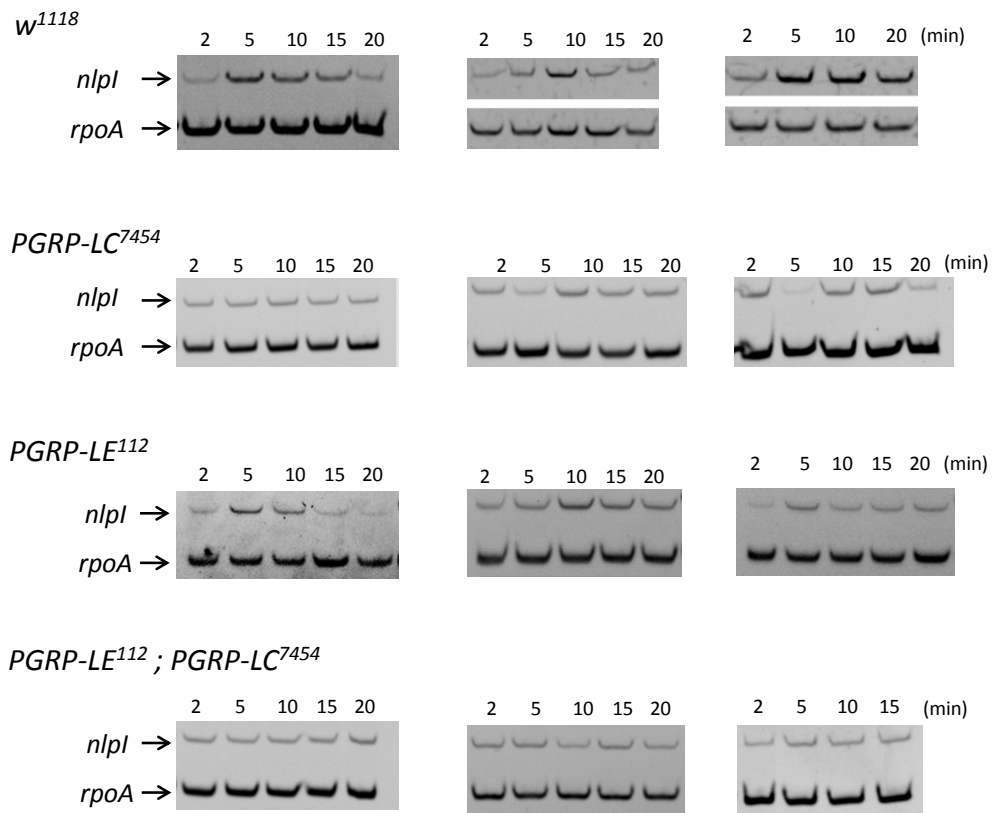 w1118
2 5 10 15 20 2 5 10 15 20 2 5 10 20 (min)
nlpI →
rpoA →
PGRP-LC7454
2 5 10 15 20 2 5 10 15 20 2 5 10 15 20 (min)
nlpI →
rpoA →
PGRP-LE112
2 5 10 15 20 2 5 10 15 20 2 5 10 15 20 (min)
nlpI →
rpoA →
PGRP-LE112 ; PGRP-LC7454
2 5 10 15 20 2 5 10 15 20 2 5 10 15 (min)
nlpI →
rpoA →